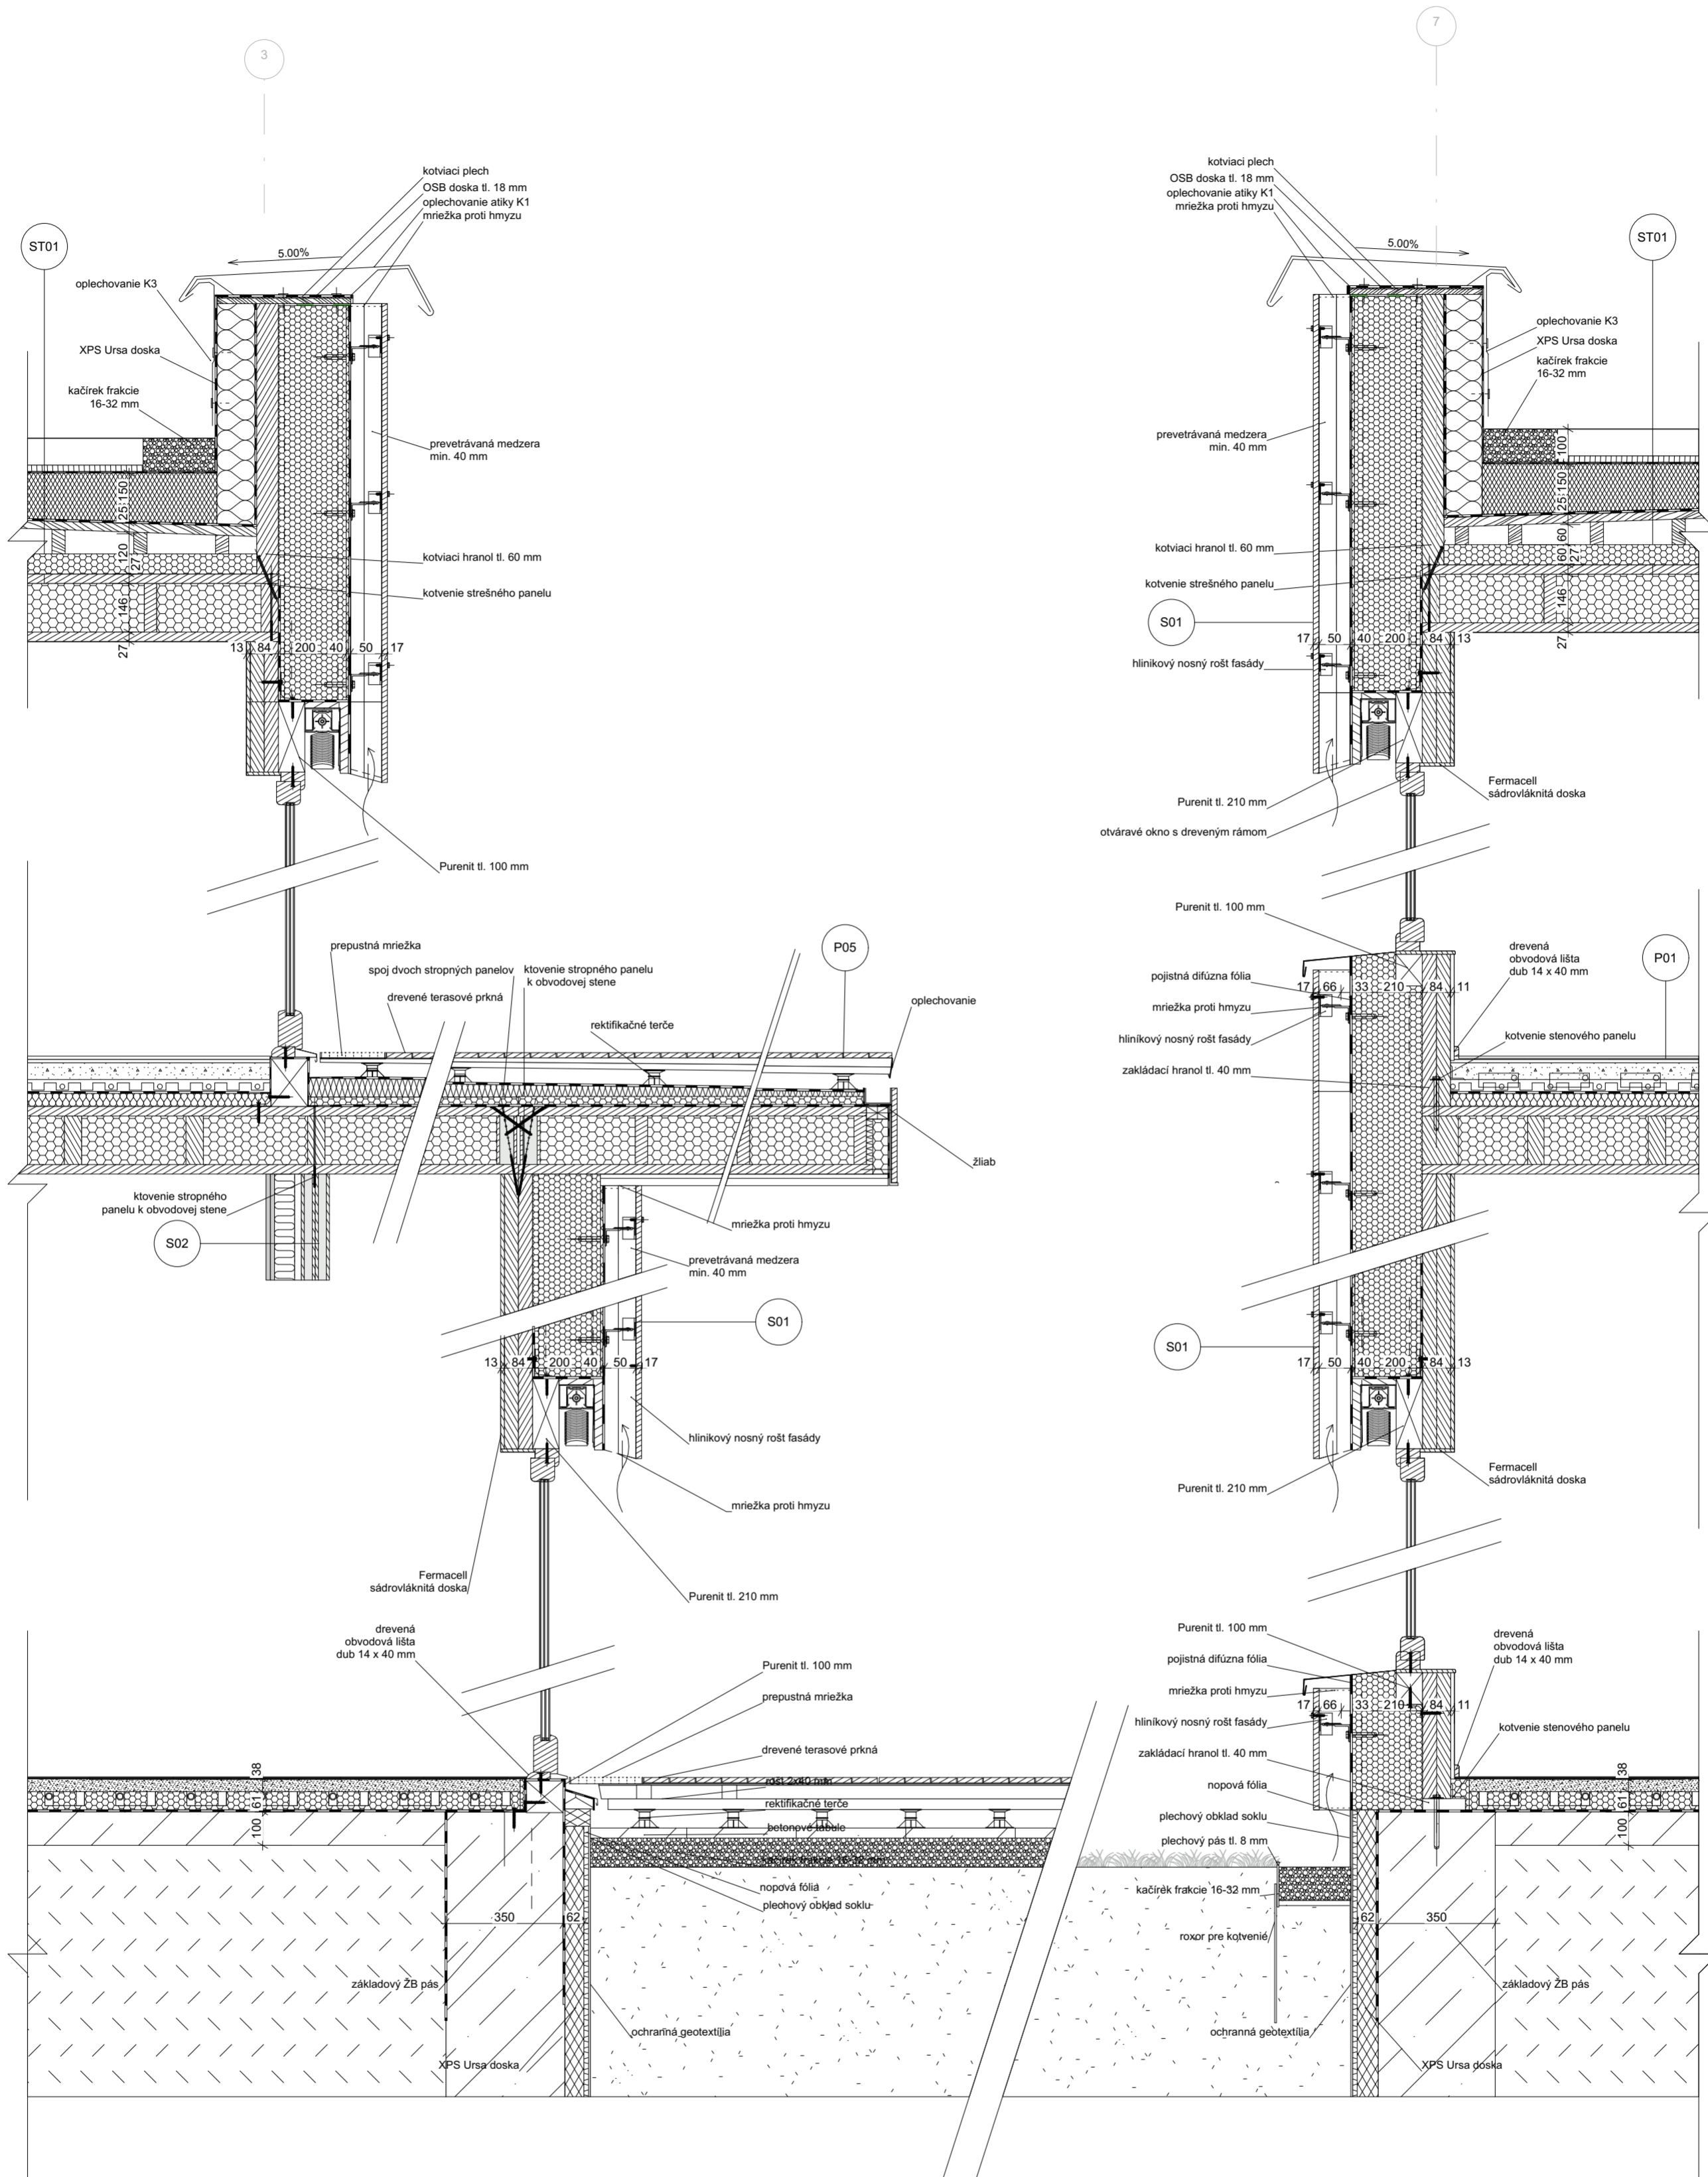 3
7
kotviaci plech
OSB doska tl. 18 mm
oplechovanie atiky K1
mriežka proti hmyzu
ST01
5.00%
oplechovanie K3
XPS Ursa doska
kačírek frakcie
16-32 mm
prevetrávaná medzera
min. 40 mm
25
150
120
27
146
27
kotviaci hranol tl. 60 mm
kotvenie strešného panelu
13
84
200
40
50
17
Purenit tl. 100 mm
kotviaci plech
OSB doska tl. 18 mm
oplechovanie atiky K1
mriežka proti hmyzu
5.00%
ST01
oplechovanie K3
XPS Ursa doska
kačírek frakcie
16-32 mm
prevetrávaná medzera
min. 40 mm
100
25
150
60
60
27
146
27
kotviaci hranol tl. 60 mm
kotvenie strešného panelu
S01
17
50
40
200
84
13
hlinikový nosný rošt fasády
Purenit tl. 210 mm
otváravé okno s dreveným rámom
Fermacell
sádrovláknitá doska
prepustná mriežka
spoj dvoch stropných panelov
ktovenie stropného panelu
k obvodovej stene
drevené terasové prkná
rektifikačné terče
P05
oplechovanie
žliab
ktovenie stropného
panelu k obvodovej stene
S02
mriežka proti hmyzu
prevetrávaná medzera
min. 40 mm
S01
13
84
200
40
50
17
hlinikový nosný rošt fasády
mriežka proti hmyzu
Fermacell
sádrovláknitá doska
Purenit tl. 210 mm
Purenit tl. 100 mm
drevená
obvodová lišta
dub 14 x 40 mm
P01
pojistná difúzna fólia
17
66
33
210
84
11
mriežka proti hmyzu
hliníkový nosný rošt fasády
kotvenie stenového panelu
zakládací hranol tl. 40 mm
S01
17
50
40
200
84
13
Fermacell
sádrovláknitá doska
Purenit tl. 210 mm
drevená
obvodová lišta
dub 14 x 40 mm
Purenit tl. 100 mm
prepustná mriežka
drevené terasové prkná
rošt 2x40 mm
rektifikačné terče
betonové tabule
kačírek frakcie 16-32 mm
nopová fóliá
plechový obklad soklu
38
61
100
350
62
základový ŽB pás
ochranná geotextília
XPS Ursa doska
Purenit tl. 100 mm
drevená
obvodová lišta
dub 14 x 40 mm
pojistná difúzna fólia
mriežka proti hmyzu
17
66
33
210
84
11
hliníkový nosný rošt fasády
kotvenie stenového panelu
zakládací hranol tl. 40 mm
nopová fólia
plechový obklad soklu
plechový pás tl. 8 mm
38
61
100
kačírek frakcie 16-32 mm
62
350
roxor pre kotvenié
základový ŽB pás
ochranná geotextília
XPS Ursa doska